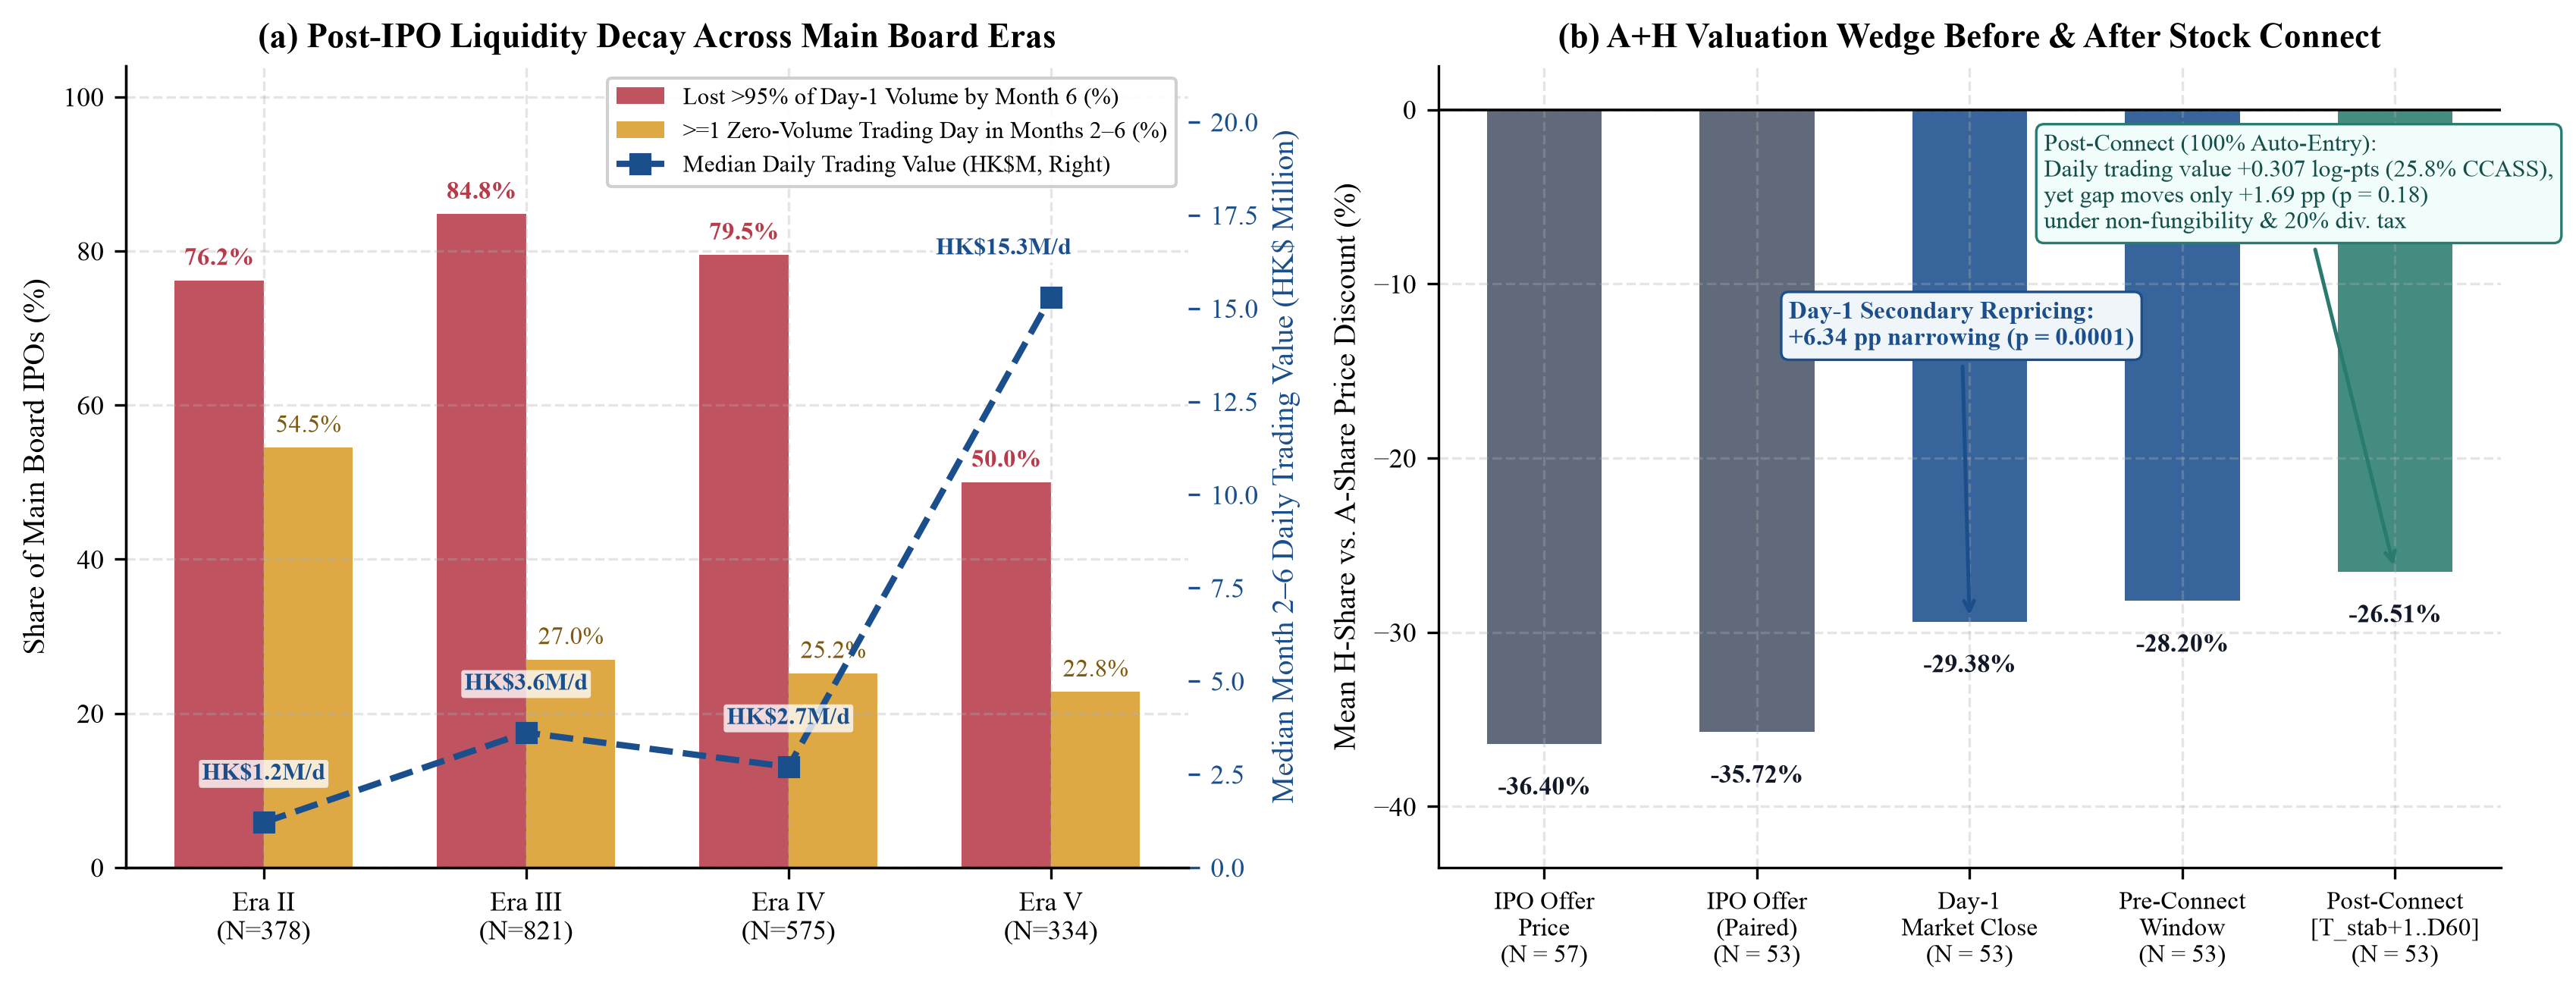 (a) Post-IPO Liquidity Decay Across Main Board Eras
Share of Main Board IPOs (%)
100
80
60
40
20
0
Lost >95% of Day-1 Volume by Month 6 (%)
>=1 Zero-Volume Trading Day in Months 2–6 (%)
Median Daily Trading Value (HK$M, Right)
76.2%
84.8%
79.5%
50.0%
54.5%
27.0%
25.2%
22.8%
HK$1.2M/d
HK$3.6M/d
HK$2.7M/d
HK$15.3M/d
20.0
17.5
15.0
12.5
10.0
7.5
5.0
2.5
0.0
Median Month 2–6 Daily Trading Value (HK$ Million)
Era II
(N=378)
Era III
(N=821)
Era IV
(N=575)
Era V
(N=334)
(b) A+H Valuation Wedge Before & After Stock Connect
Mean H-Share vs. A-Share Price Discount (%)
0
−10
−20
−30
−40
Post-Connect (100% Auto-Entry):
Daily trading value +0.307 log-pts (25.8% CCASS),
yet gap moves only +1.69 pp (p = 0.18)
under non-fungibility & 20% div. tax
Day-1 Secondary Repricing:
+6.34 pp narrowing (p = 0.0001)
-36.40%
-35.72%
-29.38%
-28.20%
-26.51%
IPO Offer
Price
(N = 57)
IPO Offer
(Paired)
(N = 53)
Day-1
Market Close
(N = 53)
Pre-Connect
Window
(N = 53)
Post-Connect
[T_stab+1..D60]
(N = 53)